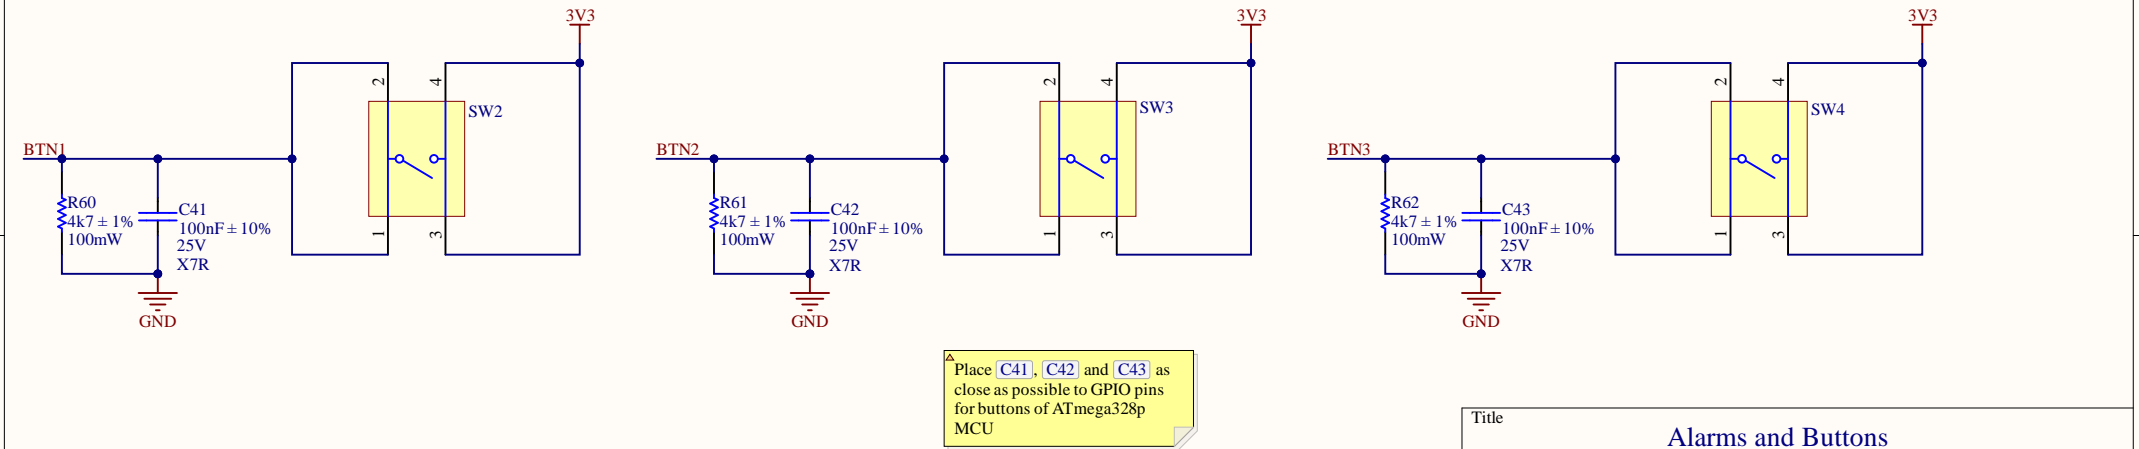 3V3
2
4
SW2
BTN1
R60
4k7 ± 1%
100mW
C41
100nF ± 10%
25V
X7R
1
3
GND
3V3
2
4
SW3
BTN2
R61
4k7 ± 1%
100mW
C42
100nF ± 10%
25V
X7R
1
3
GND
3V3
2
4
SW4
BTN3
R62
4k7 ± 1%
100mW
C43
100nF ± 10%
25V
X7R
1
3
GND
Place C41, C42 and C43 as
close as possible to GPIO pins
for buttons of ATmega328p
MCU
Title
Alarms and Buttons